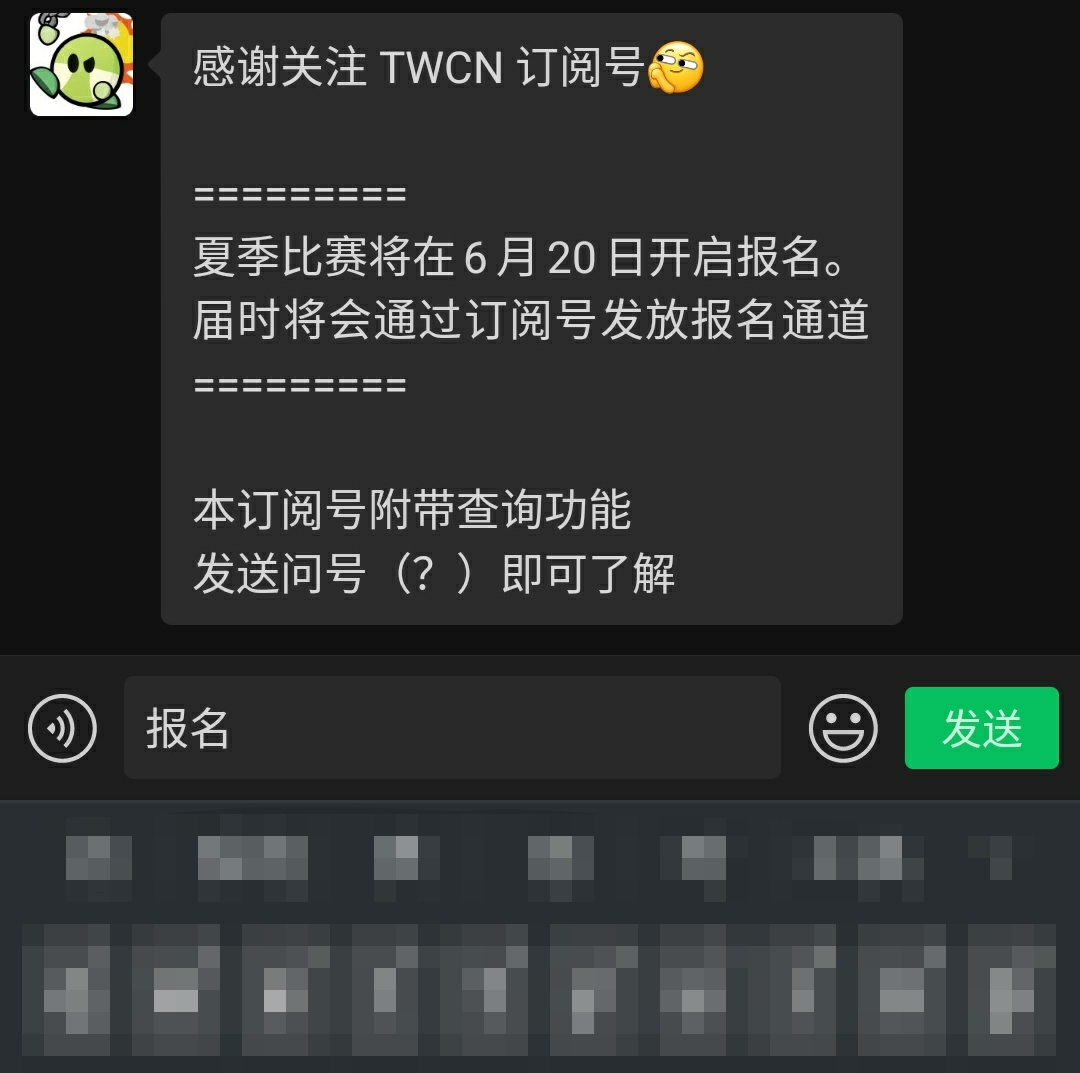 感谢关注 TWCN 订阅号🤔
=========
夏季比赛将在 6 月 20 日开启报名。
届时将会通过订阅号发放报名通道
=========
本订阅号附带查询功能
发送问号（？）即可了解
报名
发送